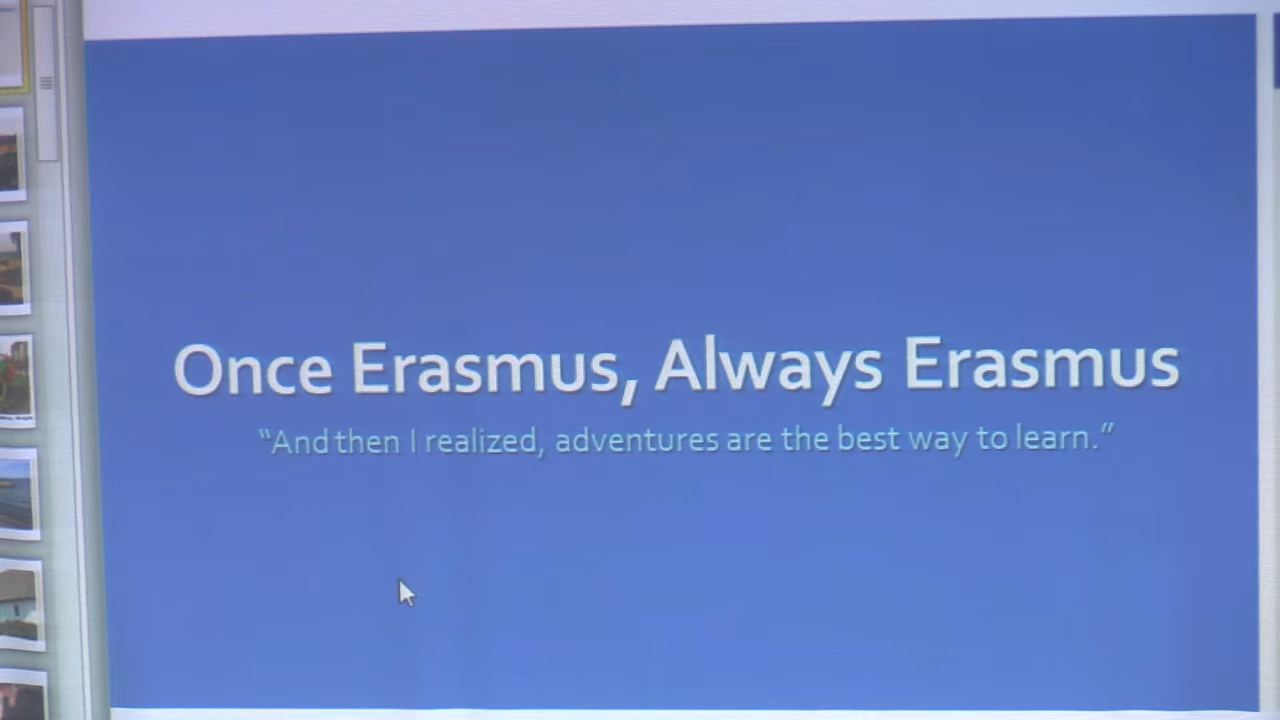 Once Erasmus, Always Erasmus
“And then I realized, adventures are the best way to learn.”